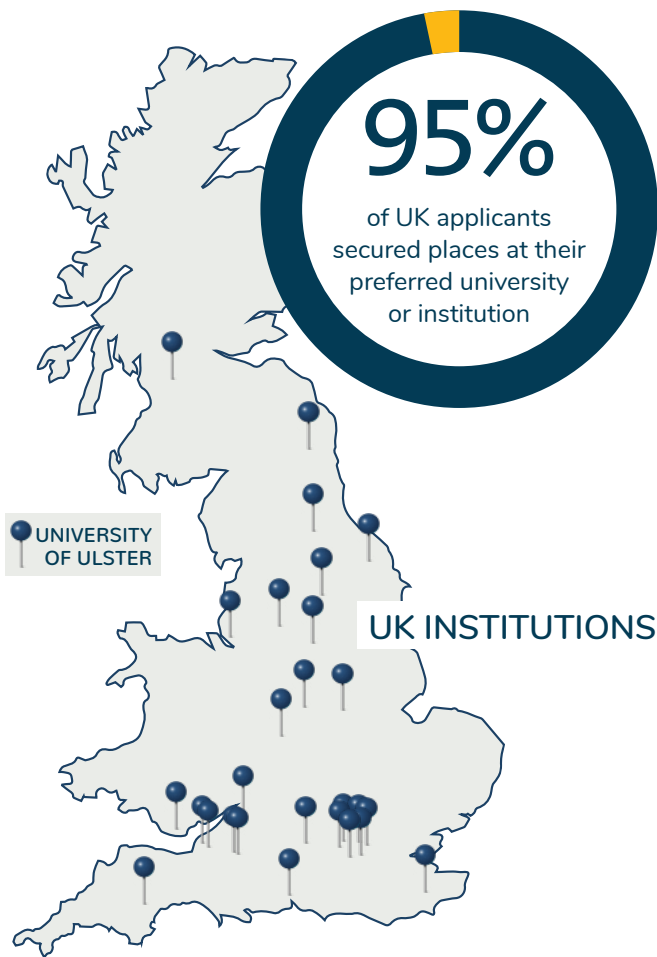 95%
of UK applicants
secured places at their
preferred university
or institution
UNIVERSITY
OF ULSTER
UK INSTITUTIONS